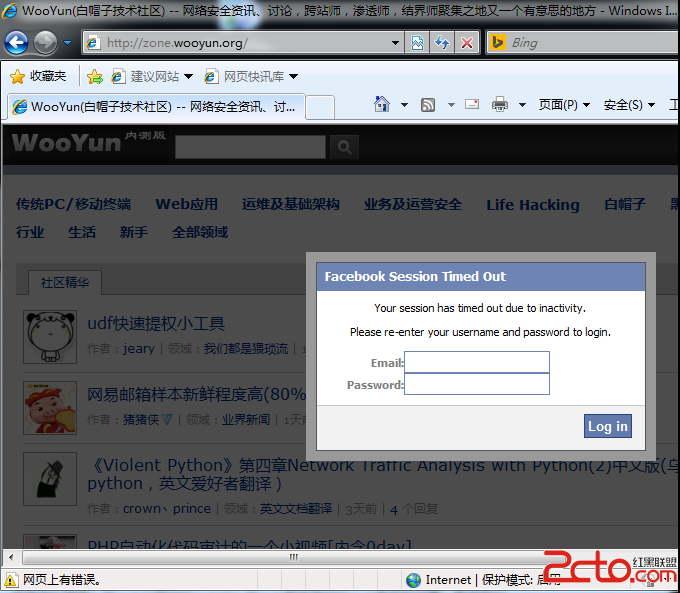 WooYun(白帽子技术社区) -- 网络安全资讯、讨论，跨站师，渗透师，结界师聚集之地又一个有意思的地方 - Windows I...
http://zone.wooyun.org/ Bing
收藏夹 建议网站 网页快讯库
WooYun(白帽子技术社区) -- 网络安全资讯、讨... 页面(P) 安全(S)
WooYun 内测版
传统PC/移动终端 Web应用 运维及基础架构 业务及运营安全 Life Hacking 白帽子
行业 生活 新手 全部领域
社区精华
udf快速提权小工具
作者：jeary | 领域：我们都是猥琐流 |
网易邮箱样本新鲜程度高(80%
作者：猪猪侠 | 领域：业界新闻 | 1天前
《Violent Python》第四章Network Traffic Analysis with Python(2)中文版(乌
python，英文爱好者翻译）
作者：crown丶prince | 领域：英文文档翻译 | 3天前 | 4 个回复
PHP自动化代码审计的一个小视频[内含0day]
Facebook Session Timed Out
Your session has timed out due to inactivity.
Please re-enter your username and password to login.
Email:
Password:
Log in
网页上有错误。 Internet | 保护模式: 启用
2cto.com 红黑联盟